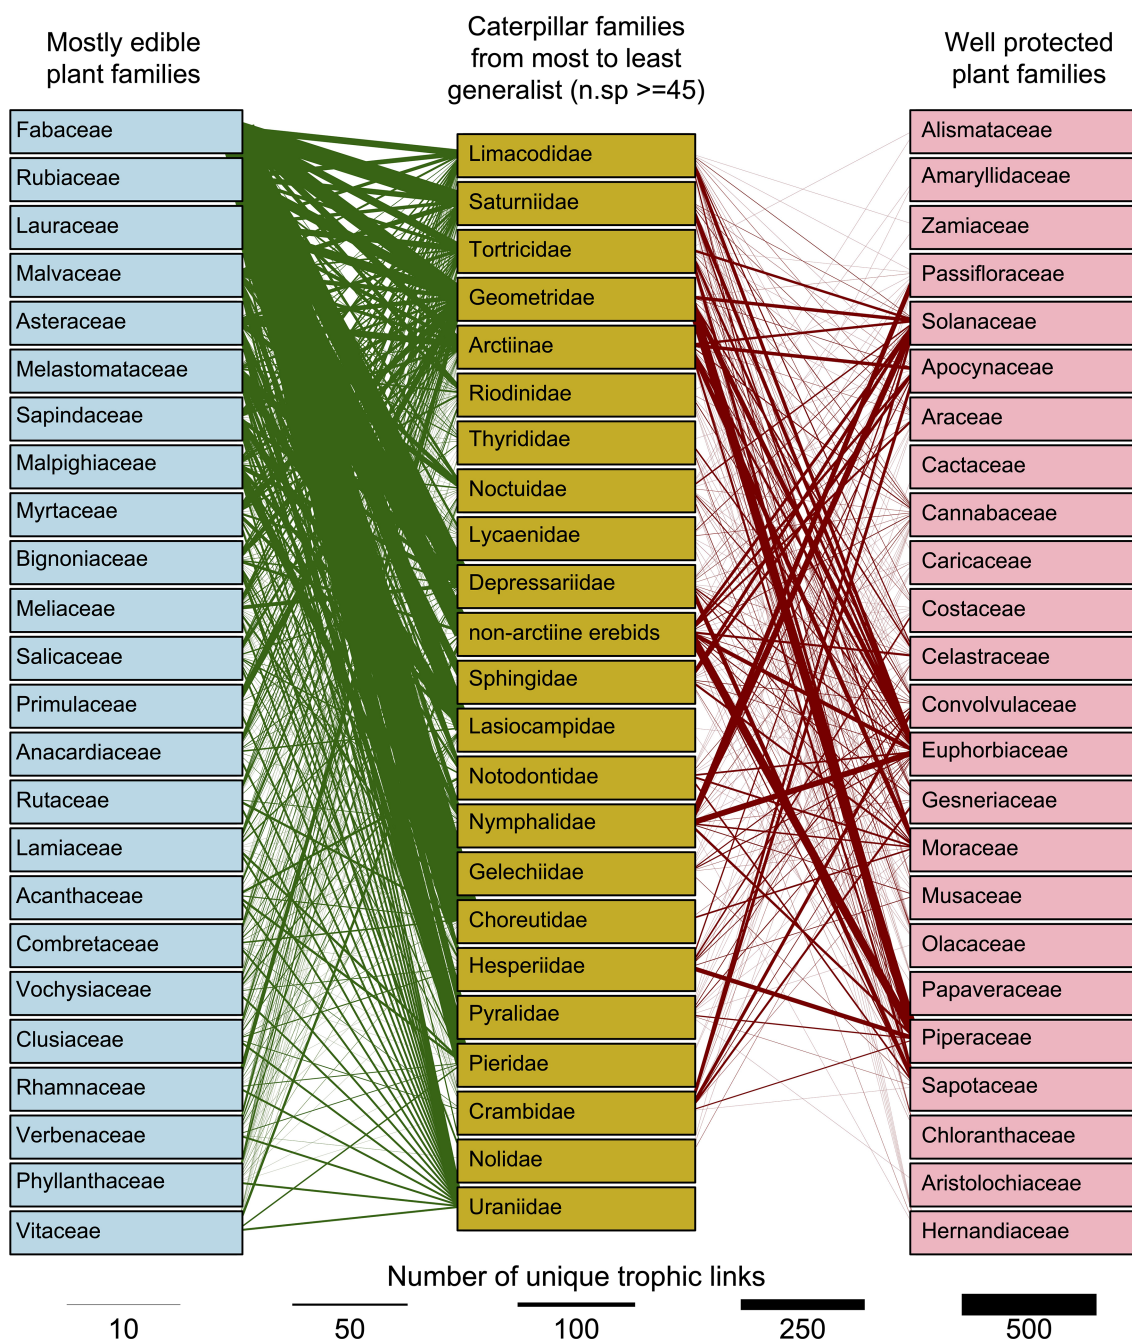 Mostly edible
plant families
Caterpillar families
from most to least
generalist (n.sp >=45)
Well protected
plant families
Fabaceae
Rubiaceae
Lauraceae
Malvaceae
Asteraceae
Melastomataceae
Sapindaceae
Malpighiaceae
Myrtaceae
Bignoniaceae
Meliaceae
Salicaceae
Primulaceae
Anacardiaceae
Rutaceae
Lamiaceae
Acanthaceae
Combretaceae
Vochysiaceae
Clusiaceae
Rhamnaceae
Verbenaceae
Phyllanthaceae
Vitaceae
Limacodidae
Saturniidae
Tortricidae
Geometridae
Arctiinae
Riodinidae
Thyrididae
Noctuidae
Lycaenidae
Depressariidae
non-arctiine erebids
Sphingidae
Lasiocampidae
Notodontidae
Nymphalidae
Gelechiidae
Choreutidae
Hesperiidae
Pyralidae
Pieridae
Crambidae
Nolidae
Uraniidae
Alismataceae
Amaryllidaceae
Zamiaceae
Passifloraceae
Solanaceae
Apocynaceae
Araceae
Cactaceae
Cannabaceae
Caricaceae
Costaceae
Celastraceae
Convolvulaceae
Euphorbiaceae
Gesneriaceae
Moraceae
Musaceae
Olacaceae
Papaveraceae
Piperaceae
Sapotaceae
Chloranthaceae
Aristolochiaceae
Hernandiaceae
Number of unique trophic links
10 50 100 250 500